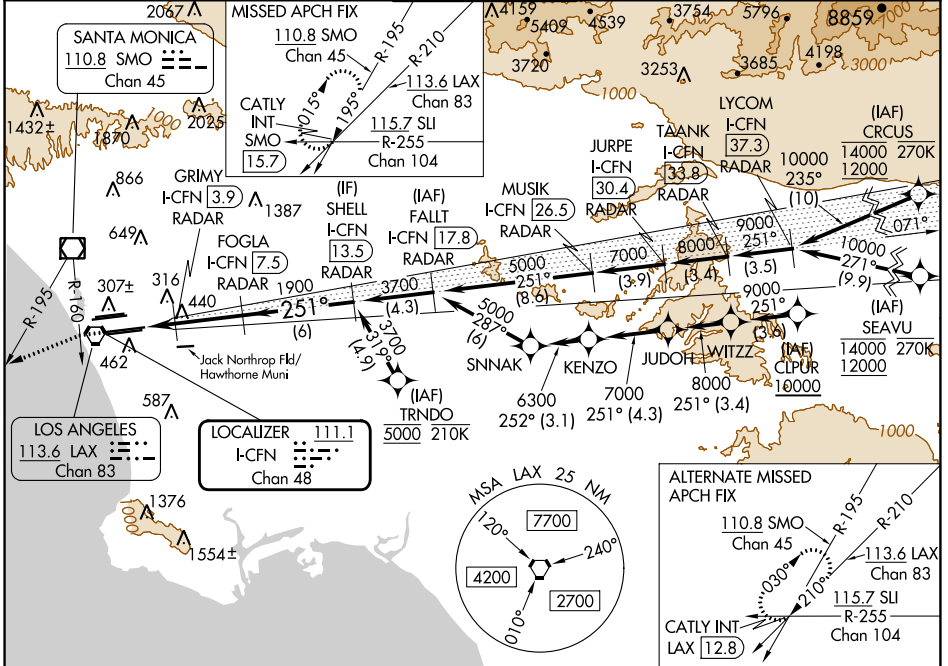 2067
SANTA MONICA
110.8 SMO
Chan 45
MISSED APCH FIX
110.8 SMO
Chan 45
R-195
R-210
113.6 LAX
Chan 83
015°
195°
CATLY
INT
SMO
15.7
115.7 SLI
R-255
Chan 104
4159
5409
4539
3720
3754
5796
8859
7000
3253
3685
4198
3000
1000
1432±
1870
1000
2025
866
649
1387
307±
316
440
462
587
1376
1000
1554±
1000
GRIMY
I-CFN 3.9
RADAR
FOGLA
I-CFN 7.5
RADAR
(IF)
SHELL
I-CFN
13.5
RADAR
(IAF)
FALLT
I-CFN 17.8
RADAR
MUSIK
I-CFN 26.5
RADAR
JURPE
I-CFN
30.4
RADAR
TAANK
I-CFN
33.8
RADAR
LYCOM
I-CFN
37.3
RADAR
(IAF)
CRCUS
14000 270K
12000
10000
235°
(10)
071°
10000
271°
(9.9)
(IAF)
SEAVU
14000 270K
12000
9000
251°
(3.5)
8000
(3.4)
7000
(3.9)
5000
251°
(8.6)
3700
(4.3)
1900
251°
(6)
9000
251°
(3.6)
(IAF)
CLPUR
10000
WITZZ
8000
251° (3.4)
JUDOH
7000
251° (4.3)
KENZO
6300
252° (3.1)
SNNAK
5000
287°
(6)
3700
319°
(4.9)
(IAF)
TRNDO
5000 210K
R-195
R-160
Jack Northrop Fld/
Hawthorne Muni
LOS ANGELES
113.6 LAX
Chan 83
LOCALIZER 111.1
I-CFN
Chan 48
MSA LAX 25 NM
120°
240°
010°
7700
4200
2700
ALTERNATE MISSED
APCH FIX
110.8 SMO
Chan 45
R-195
R-210
113.6 LAX
Chan 83
030°
210°
115.7 SLI
R-255
Chan 104
CATLY INT
LAX 12.8